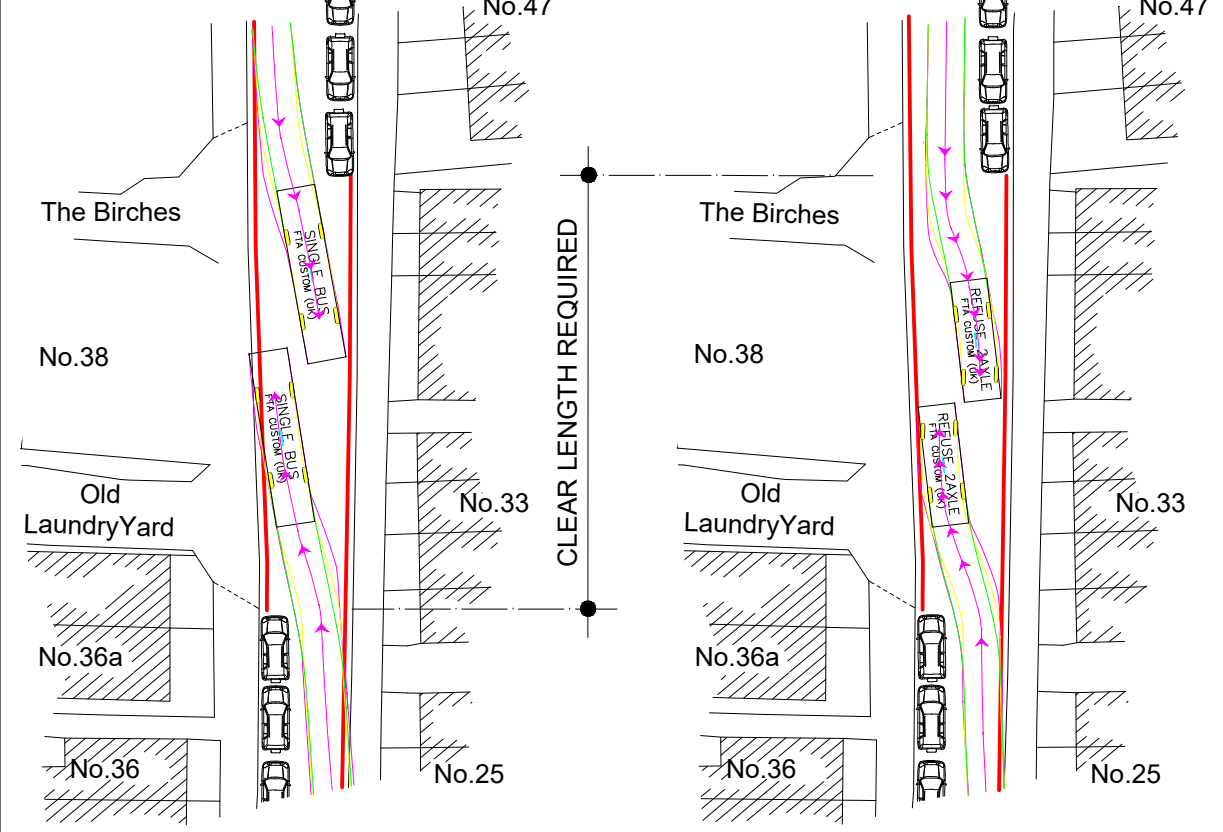 No.47
The Birches
SINGLE BUS
FTA CUSTOM (UK)
No.38
SINGLE BUS
FTA CUSTOM (UK)
Old
LaundryYard
No.33
No.36a
No.36
No.25
CLEAR LENGTH REQUIRED
No.47
The Birches
REFUSE 2AXLE
FTA CUSTOM (UK)
No.38
REFUSE 2AXLE
FTA CUSTOM (UK)
Old
LaundryYard
No.33
No.36a
No.36
No.25